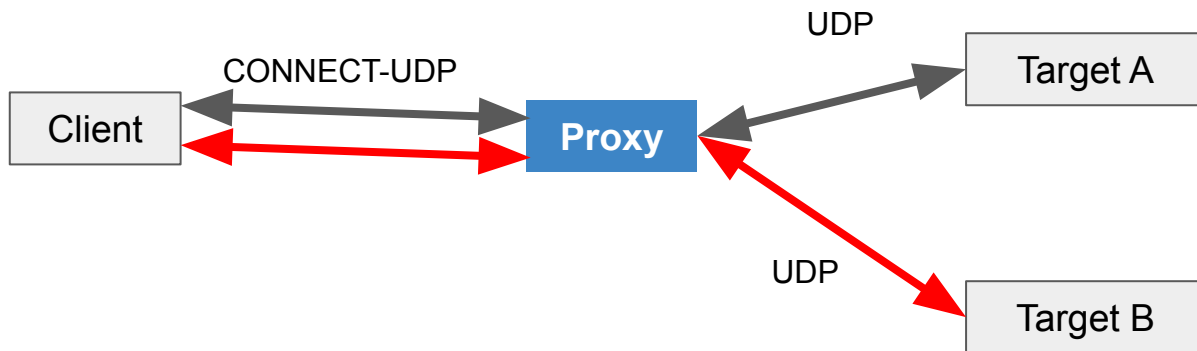 UDP
CONNECT-UDP
Target A
Client
Proxy
UDP
Target B